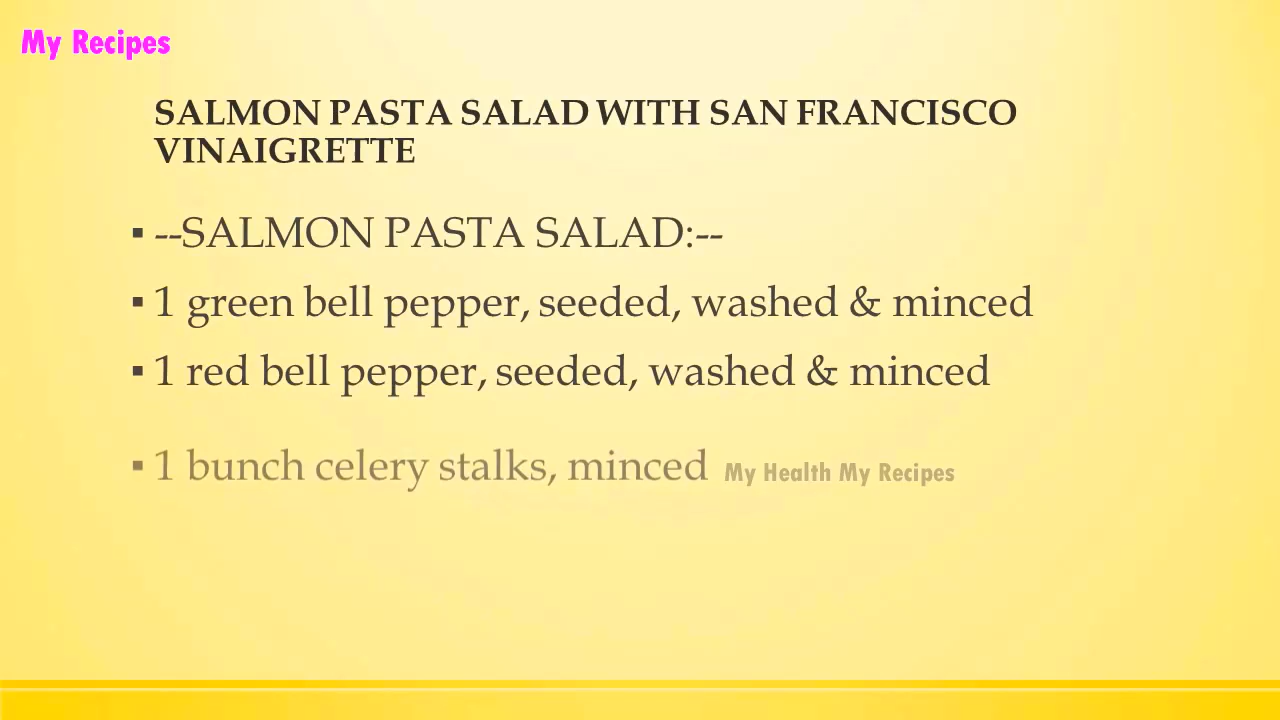 My Recipes
SALMON PASTA SALAD WITH SAN FRANCISCO
VINAIGRETTE
▪ --SALMON PASTA SALAD:--
▪ 1 green bell pepper, seeded, washed & minced
▪ 1 red bell pepper, seeded, washed & minced
▪ 1 bunch celery stalks, minced My Health My Recipes